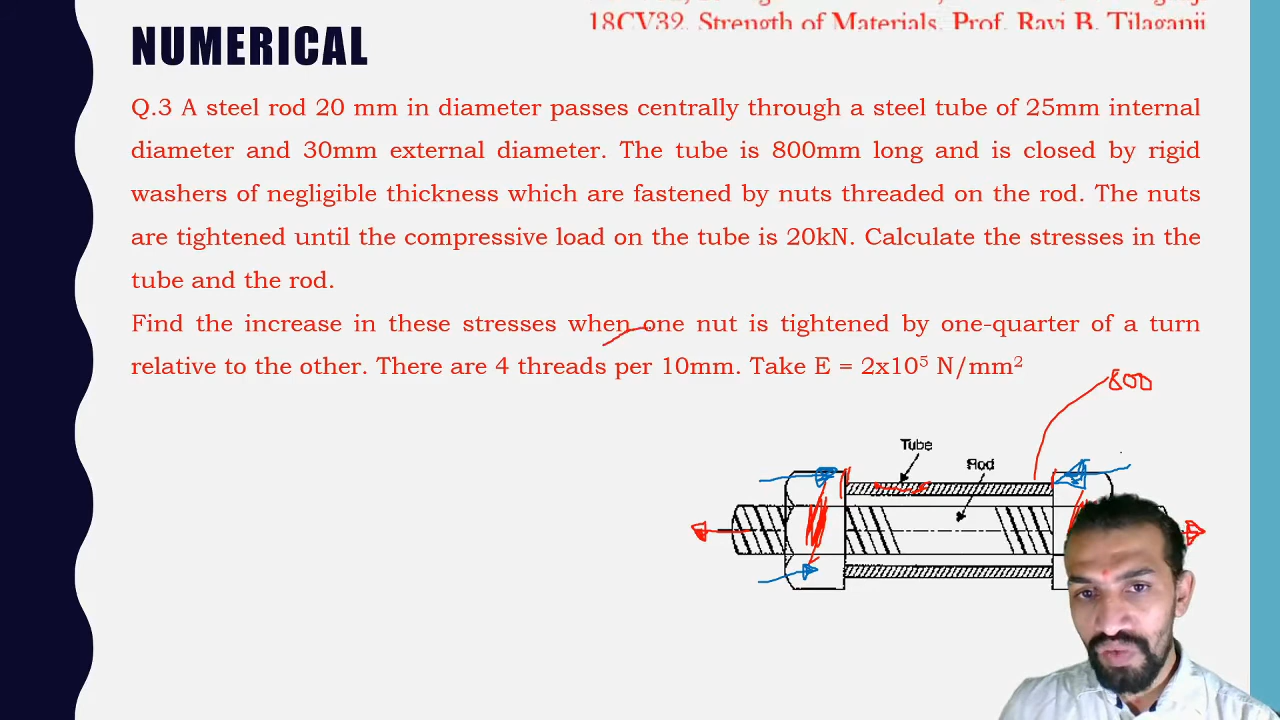 18CV32, Strength of Materials, Prof. Ravi B. Tilaganji
NUMERICAL
Q.3 A steel rod 20 mm in diameter passes centrally through a steel tube of 25mm internal
diameter and 30mm external diameter. The tube is 800mm long and is closed by rigid
washers of negligible thickness which are fastened by nuts threaded on the rod. The nuts
are tightened until the compressive load on the tube is 20kN. Calculate the stresses in the
tube and the rod.
Find the increase in these stresses when one nut is tightened by one-quarter of a turn
relative to the other. There are 4 threads per 10mm. Take E = 2x10⁵ N/mm²
800
Tube
Rod